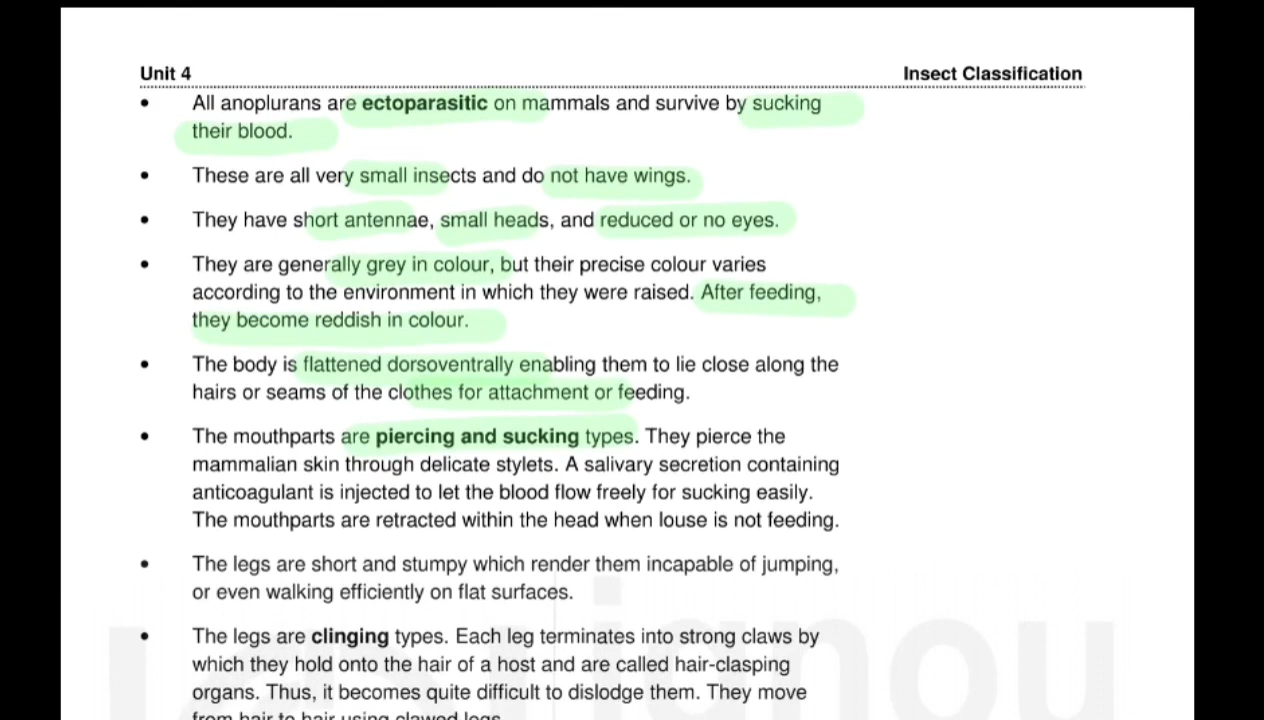 Unit 4 Insect Classification
• All anoplurans are ectoparasitic on mammals and survive by sucking
their blood.
• These are all very small insects and do not have wings.
• They have short antennae, small heads, and reduced or no eyes.
• They are generally grey in colour, but their precise colour varies
according to the environment in which they were raised. After feeding,
they become reddish in colour.
• The body is flattened dorsoventrally enabling them to lie close along the
hairs or seams of the clothes for attachment or feeding.
• The mouthparts are piercing and sucking types. They pierce the
mammalian skin through delicate stylets. A salivary secretion containing
anticoagulant is injected to let the blood flow freely for sucking easily.
The mouthparts are retracted within the head when louse is not feeding.
• The legs are short and stumpy which render them incapable of jumping,
or even walking efficiently on flat surfaces.
• The legs are clinging types. Each leg terminates into strong claws by
which they hold onto the hair of a host and are called hair-clasping
organs. Thus, it becomes quite difficult to dislodge them. They move
from hair to hair using clawed legs
ignou